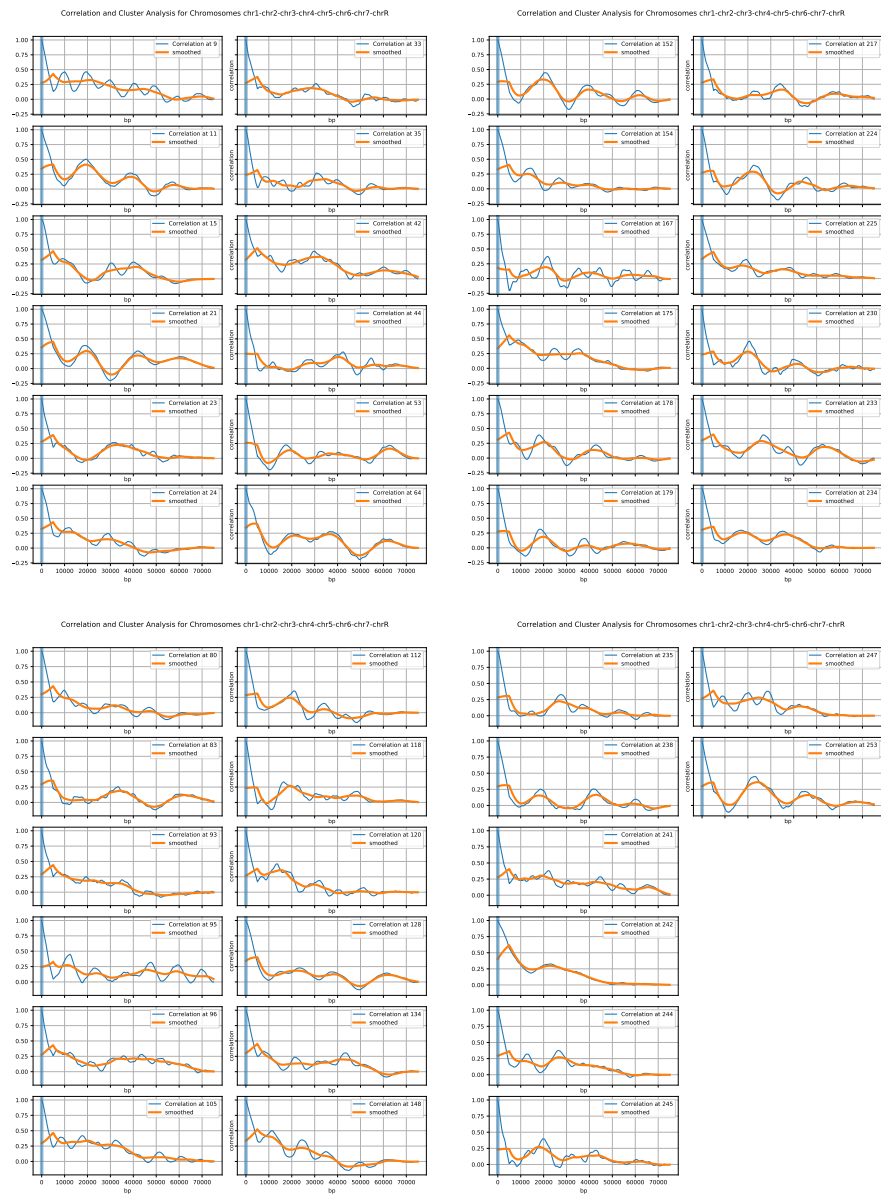 Correlation and Cluster Analysis for Chromosomes chr1-chr2-chr3-chr4-chr5-chr6-chr7-chrR
Correlation at 9
smoothed
Correlation at 33
smoothed
Correlation at 11
smoothed
Correlation at 35
smoothed
Correlation at 15
smoothed
Correlation at 42
smoothed
Correlation at 21
smoothed
Correlation at 44
smoothed
Correlation at 23
smoothed
Correlation at 53
smoothed
Correlation at 24
smoothed
Correlation at 64
smoothed
1.00
0.75
0.50
0.25
0.00
−0.25
correlation
bp
0 10000 20000 30000 40000 50000 60000 70000
Correlation and Cluster Analysis for Chromosomes chr1-chr2-chr3-chr4-chr5-chr6-chr7-chrR
Correlation at 152
smoothed
Correlation at 217
smoothed
Correlation at 154
smoothed
Correlation at 224
smoothed
Correlation at 167
smoothed
Correlation at 225
smoothed
Correlation at 175
smoothed
Correlation at 230
smoothed
Correlation at 178
smoothed
Correlation at 233
smoothed
Correlation at 179
smoothed
Correlation at 234
smoothed
Correlation and Cluster Analysis for Chromosomes chr1-chr2-chr3-chr4-chr5-chr6-chr7-chrR
Correlation at 80
smoothed
Correlation at 112
smoothed
Correlation at 83
smoothed
Correlation at 118
smoothed
Correlation at 93
smoothed
Correlation at 120
smoothed
Correlation at 95
smoothed
Correlation at 128
smoothed
Correlation at 96
smoothed
Correlation at 134
smoothed
Correlation at 105
smoothed
Correlation at 148
smoothed
Correlation and Cluster Analysis for Chromosomes chr1-chr2-chr3-chr4-chr5-chr6-chr7-chrR
Correlation at 235
smoothed
Correlation at 247
smoothed
Correlation at 238
smoothed
Correlation at 253
smoothed
Correlation at 241
smoothed
Correlation at 242
smoothed
Correlation at 244
smoothed
Correlation at 245
smoothed